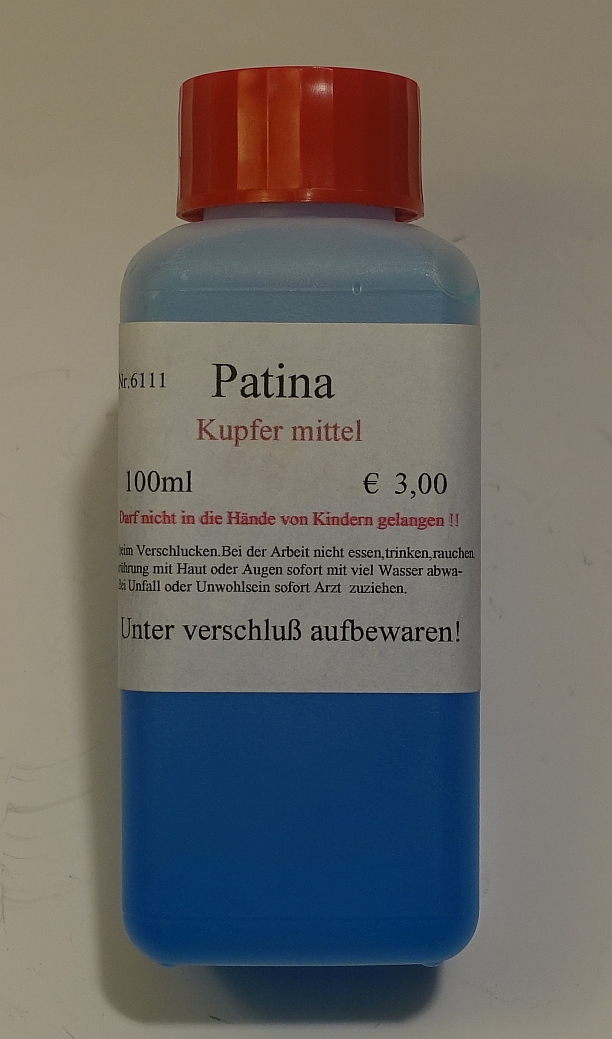 Nr.6111 Patina
Kupfer mittel
100ml € 3,00
Darf nicht in die Hände von Kindern gelangen !!
beim Verschlucken.Bei der Arbeit nicht essen,trinken,rauchen.
rührung mit Haut oder Augen sofort mit viel Wasser abwa-
Bei Unfall oder Unwohlsein sofort Arzt zuziehen.
Unter verschluß aufbewaren!